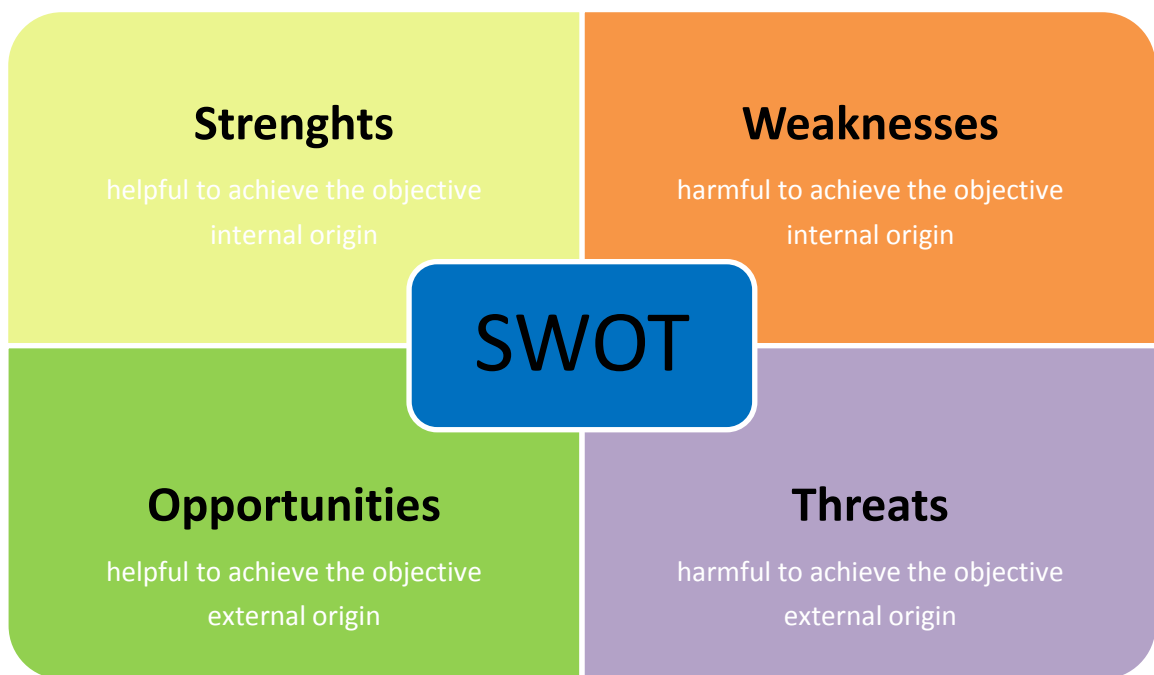 Strenghts
helpful to achieve the objective
internal origin
Weaknesses
harmful to achieve the objective
internal origin
SWOT
Opportunities
helpful to achieve the objective
external origin
Threats
harmful to achieve the objective
external origin